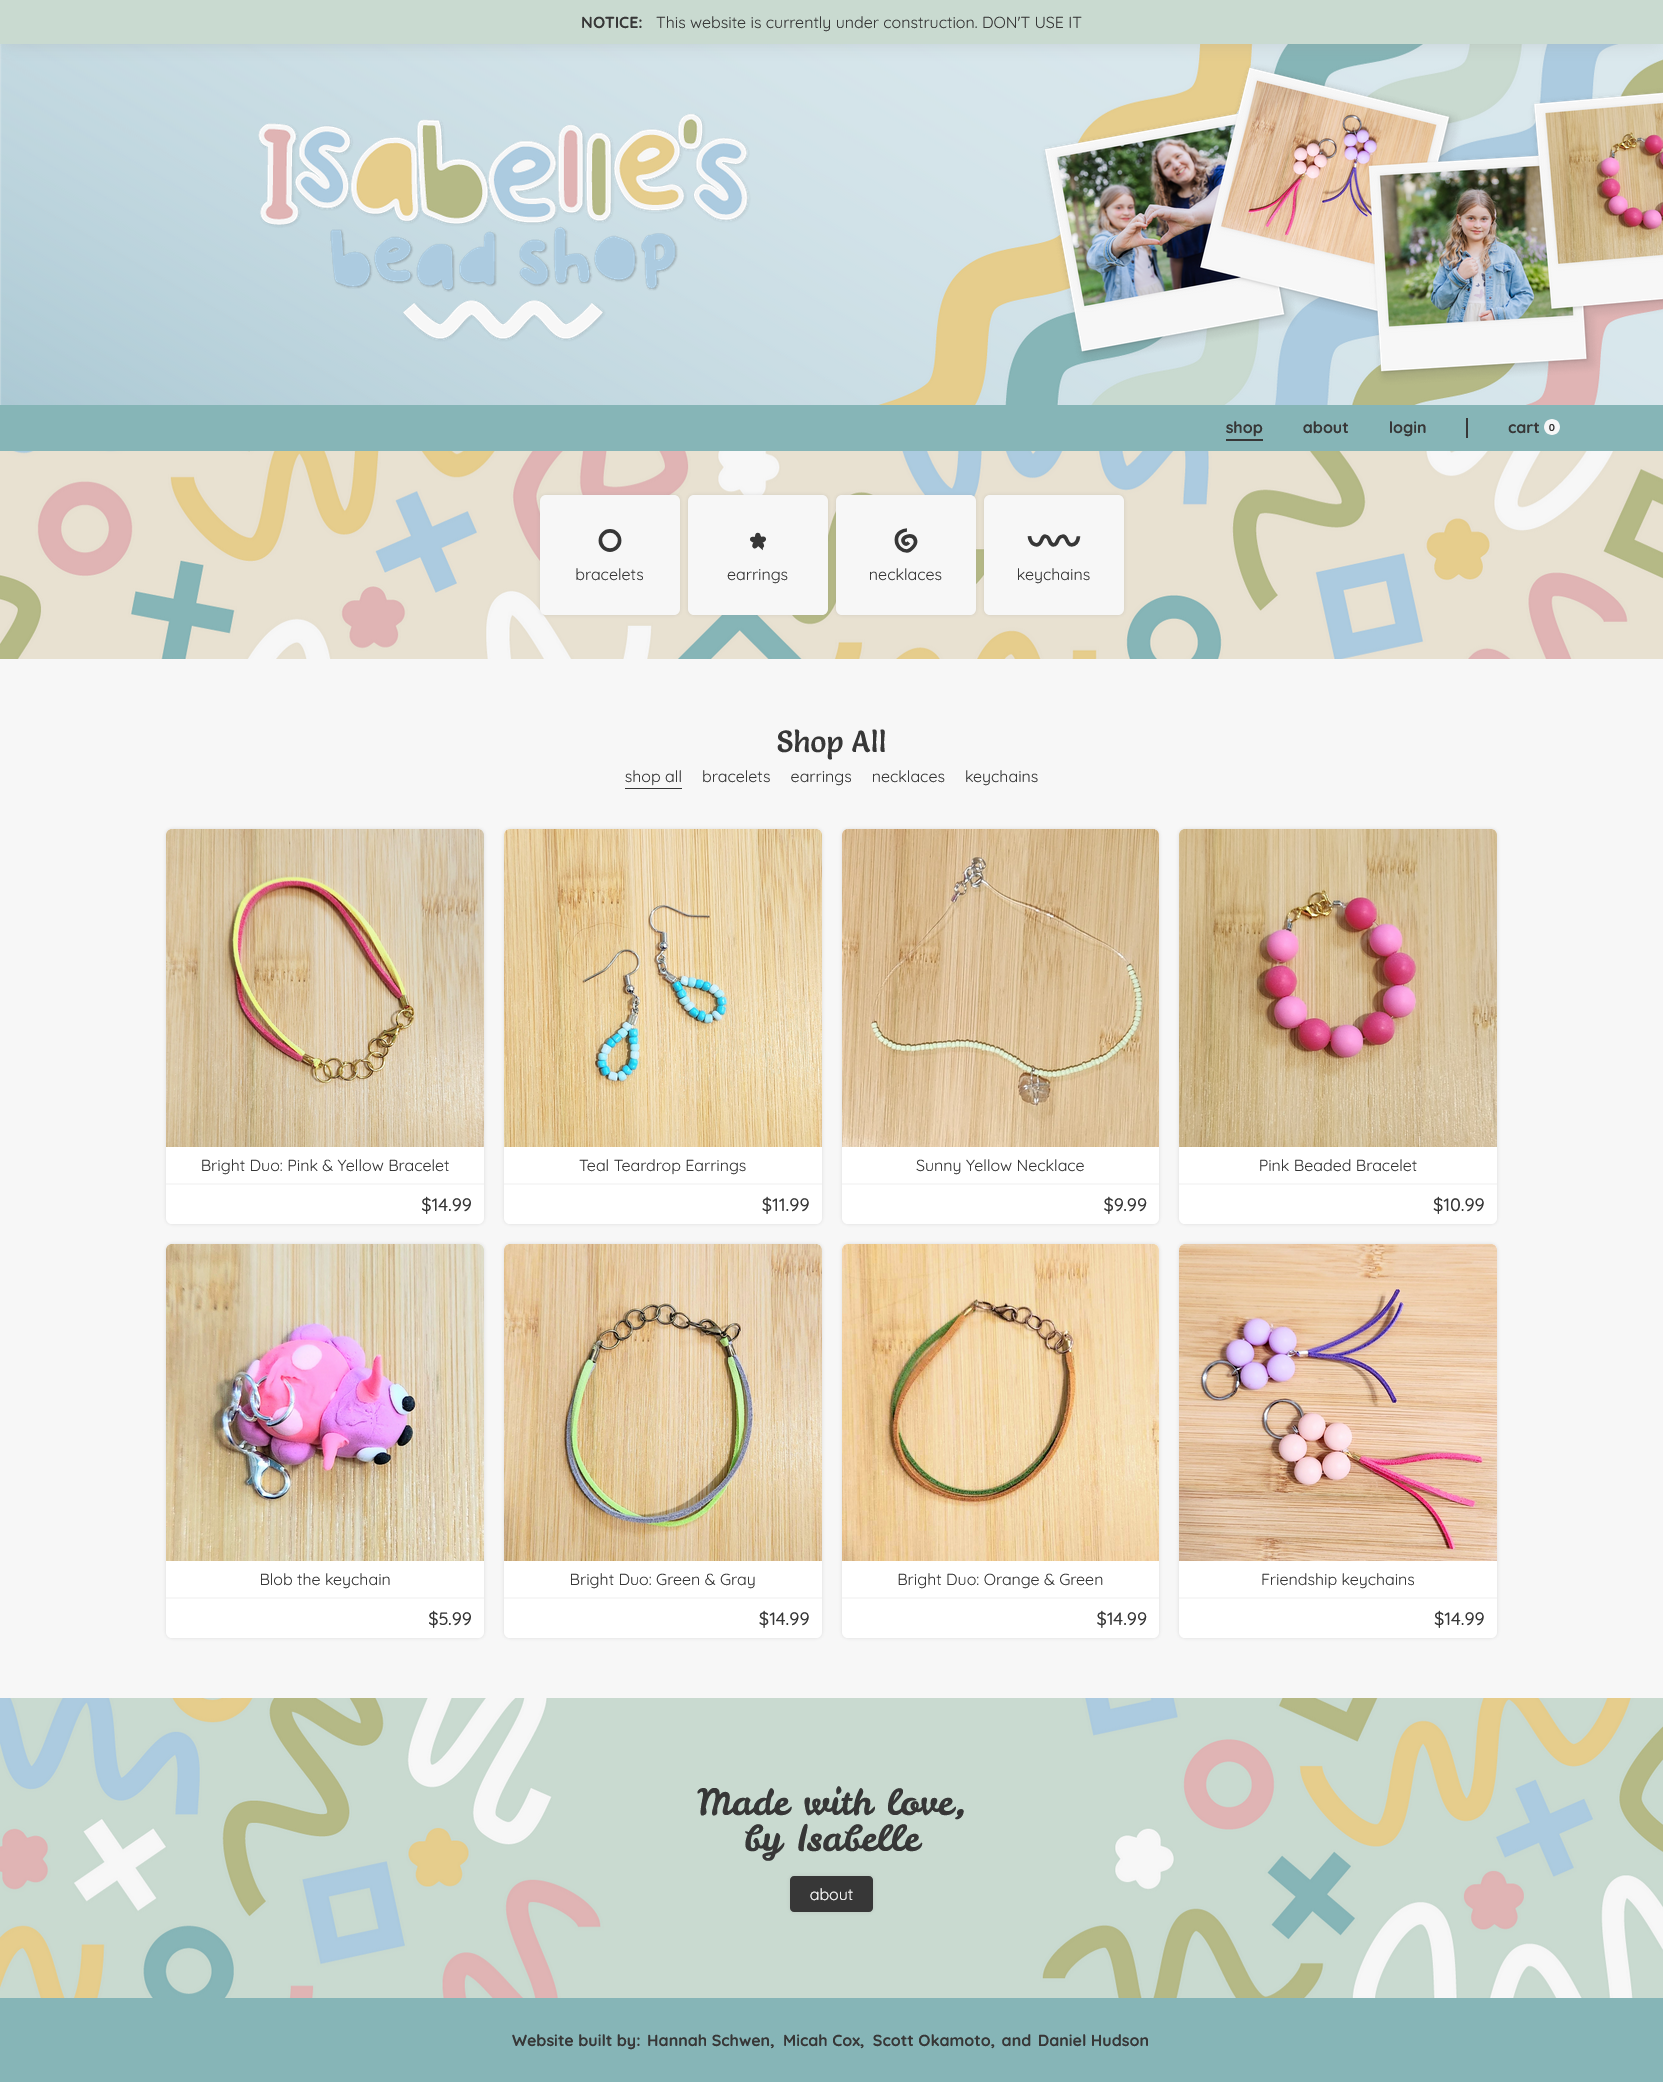 NOTICE: This website is currently under construction. DON'T USE IT
Isabelle's
bead shop
shop about login | cart 0
bracelets earrings necklaces keychains
Shop All
shop all bracelets earrings necklaces keychains
Bright Duo: Pink & Yellow Bracelet Teal Teardrop Earrings Sunny Yellow Necklace Pink Beaded Bracelet
$14.99 $11.99 $9.99 $10.99
Blob the keychain Bright Duo: Green & Gray Bright Duo: Orange & Green Friendship keychains
$5.99 $14.99 $14.99 $14.99
Made with love,
by Isabelle
about
Website built by: Hannah Schwen, Micah Cox, Scott Okamoto, and Daniel Hudson